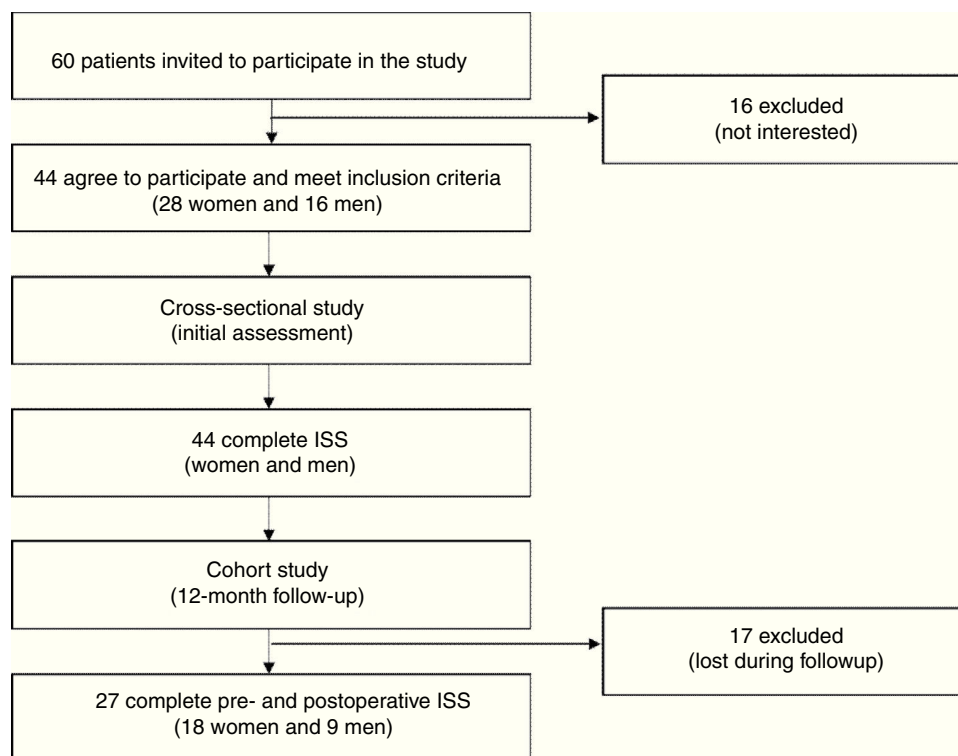 60 patients invited to participate in the study
16 excluded
(not interested)
44 agree to participate and meet inclusion criteria
(28 women and 16 men)
Cross-sectional study
(initial assessment)
44 complete ISS
(women and men)
Cohort study
(12-month follow-up)
17 excluded
(lost during followup)
27 complete pre- and postoperative ISS
(18 women and 9 men)